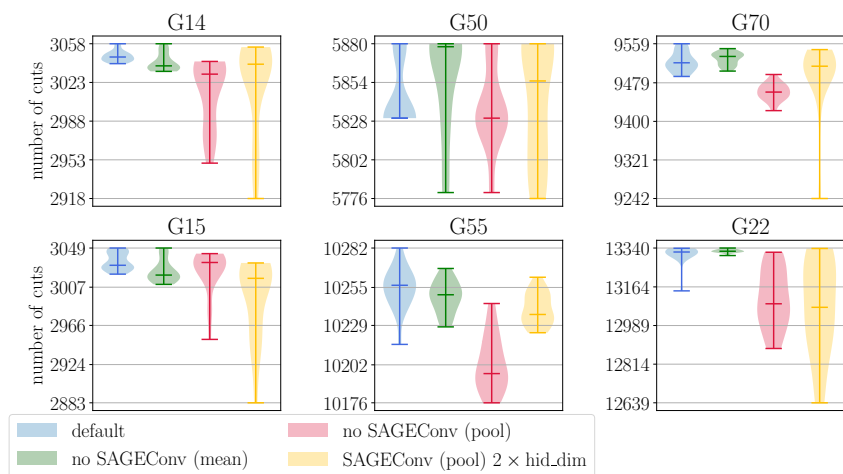 G14
G50
G70
number of cuts
3058
3023
2988
2953
2918
5880
5854
5828
5802
5776
9559
9479
9400
9321
9242
G15
G55
G22
number of cuts
3049
3007
2966
2924
2883
10282
10255
10229
10202
10176
13340
13164
12989
12814
12639
default
no SAGEConv (mean)
no SAGEConv (pool)
SAGEConv (pool) 2 × hid_dim